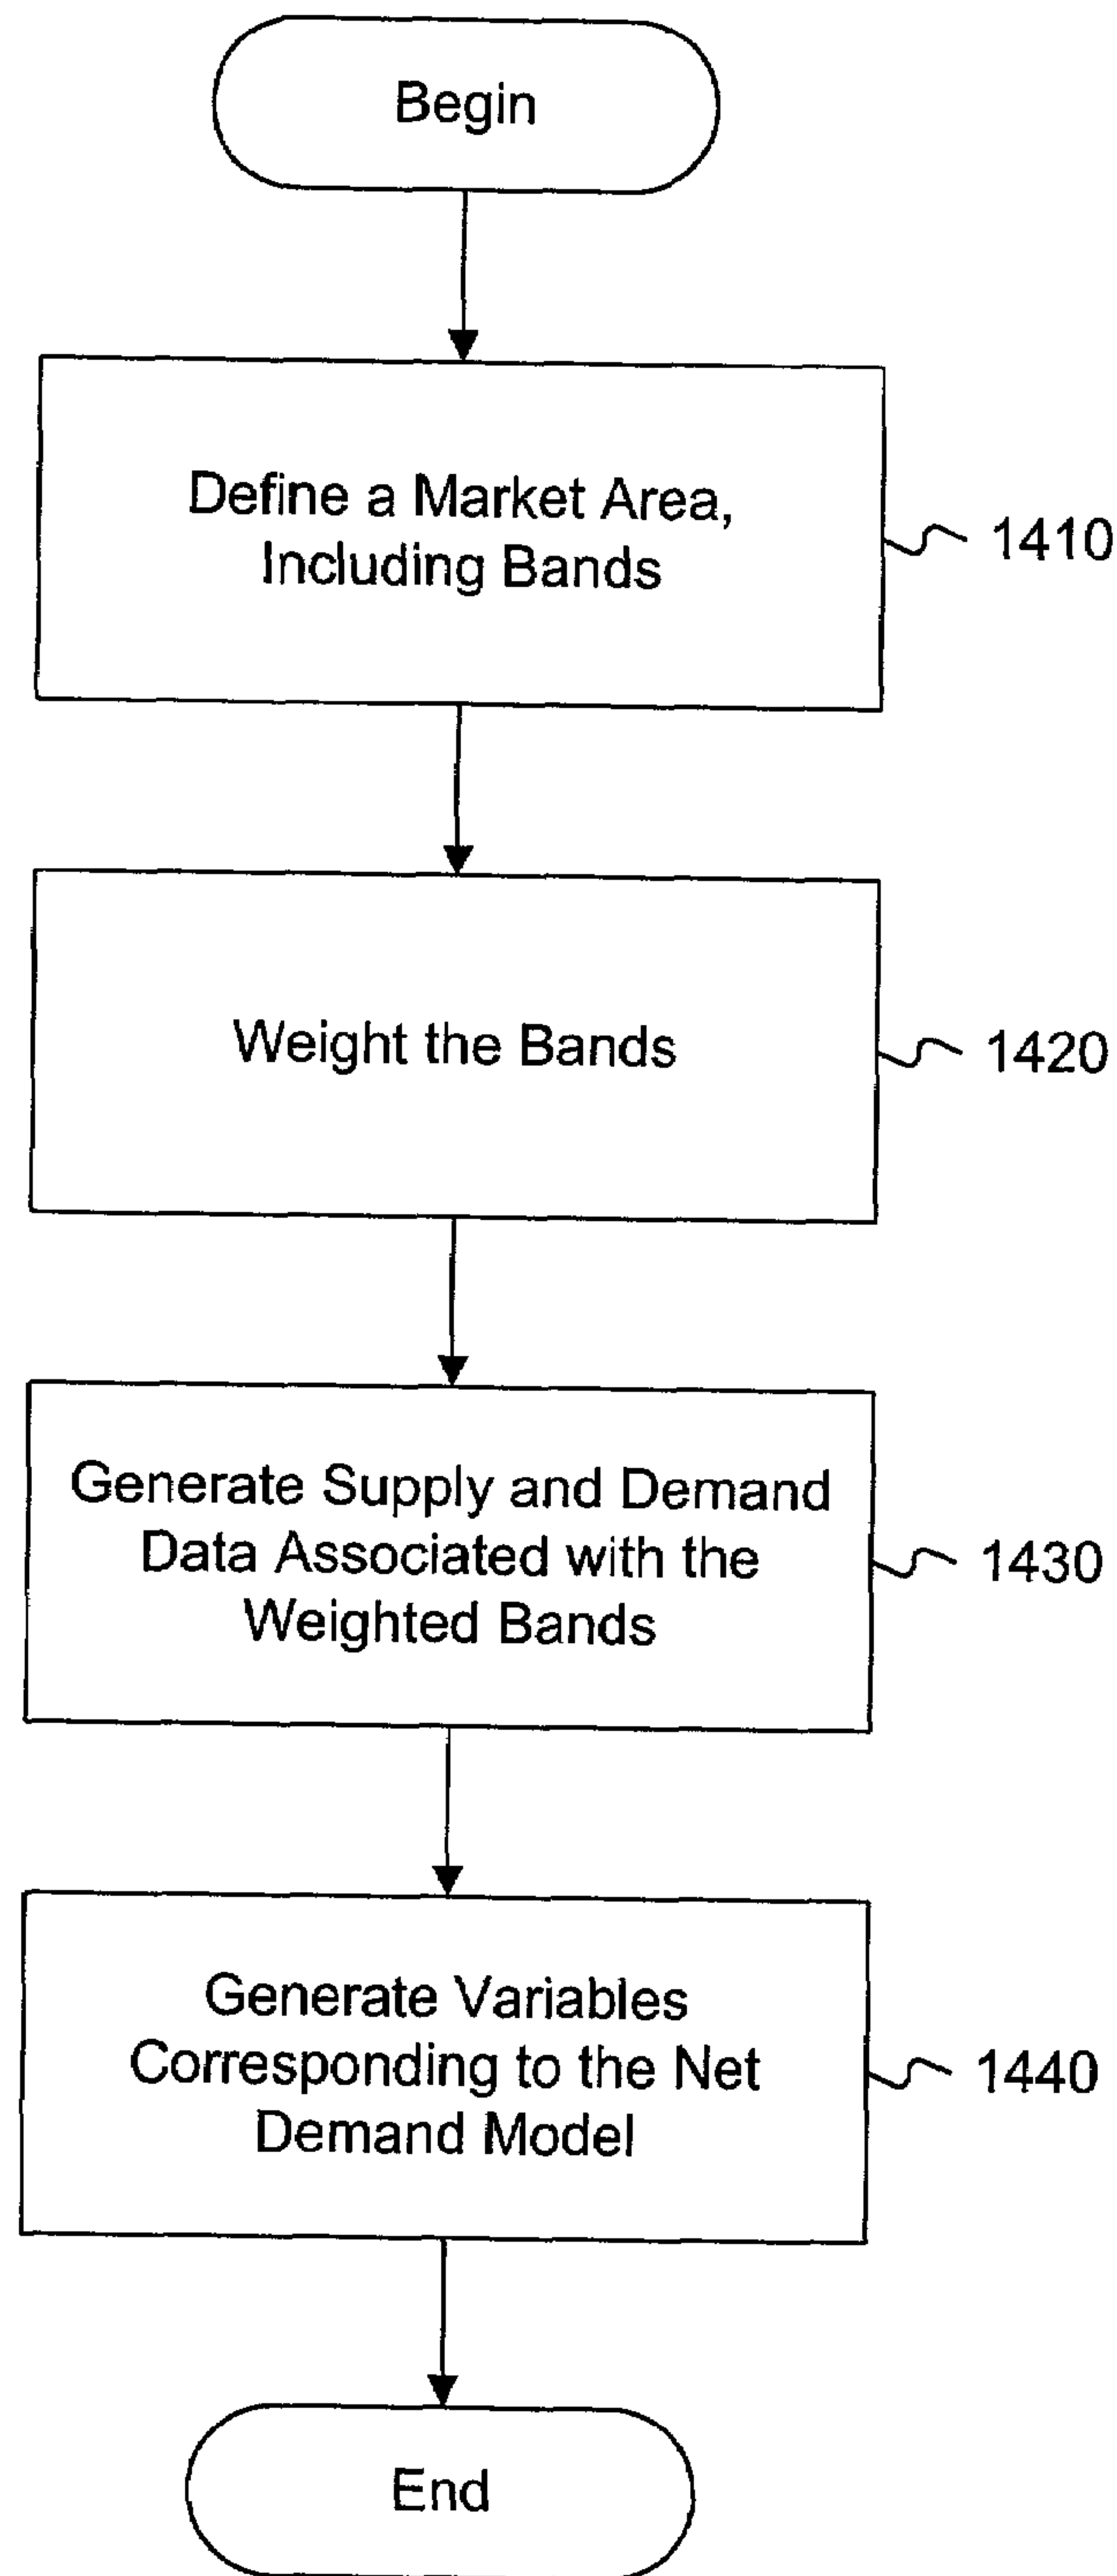 Begin
Define a Market Area,
Including Bands
1410
Weight the Bands
1420
Generate Supply and Demand
Data Associated with the
Weighted Bands
1430
Generate Variables
Corresponding to the Net
Demand Model
1440
End